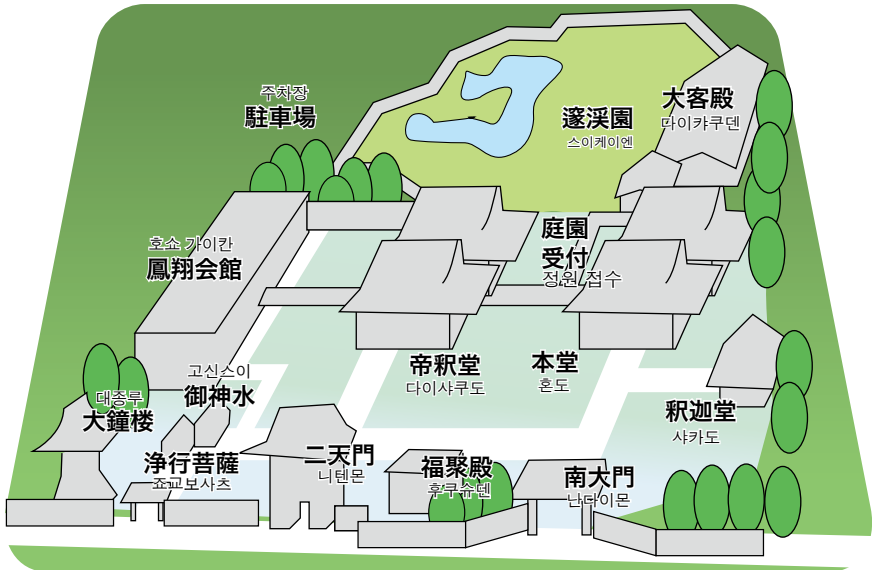 주차장
駐車場
邃渓園
스이케이엔
大客殿
다이캬쿠덴
호쇼 가이칸
鳳翔会館
庭園
受付
정원 접수
帝釈堂
다이샤쿠도
本堂
혼도
고신스이
御神水
대종루
大鐘楼
釈迦堂
샤카도
浄行菩薩
죠교보사츠
二天門
니텐몬
福聚殿
후쿠슈덴
南大門
난다이몬